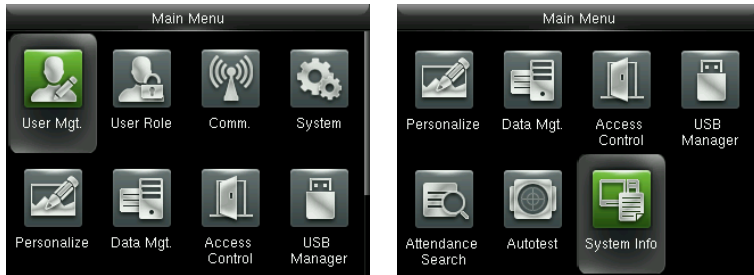 Main Menu
User Mgt.
User Role
Comm.
System
Personalize
Data Mgt.
Access
Control
USB
Manager
Main Menu
Personalize
Data Mgt.
Access
Control
USB
Manager
Attendance
Search
Autotest
System Info